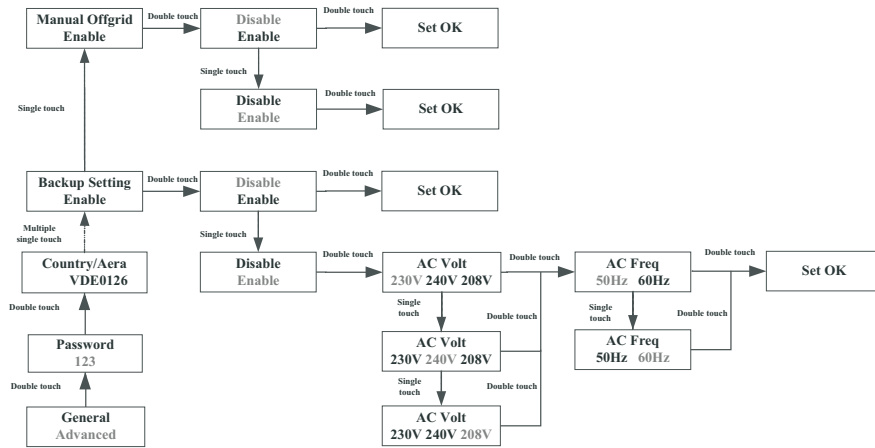 Manual Offgrid
Enable
Double touch
Disable
Enable
Double touch
Set OK
Single touch
Single touch
Disable
Enable
Double touch
Set OK
Backup Setting
Enable
Double touch
Disable
Enable
Double touch
Set OK
Multiple
single touch
Single touch
Country/Aera
VDE0126
Disable
Enable
Double touch
AC Volt
230V 240V 208V
Double touch
AC Freq
50Hz 60Hz
Double touch
Set OK
Double touch
Single
touch
Double touch
Single
touch
Double touch
Password
123
AC Volt
230V 240V 208V
AC Freq
50Hz 60Hz
Double touch
Single
touch
Double touch
General
Advanced
AC Volt
230V 240V 208V